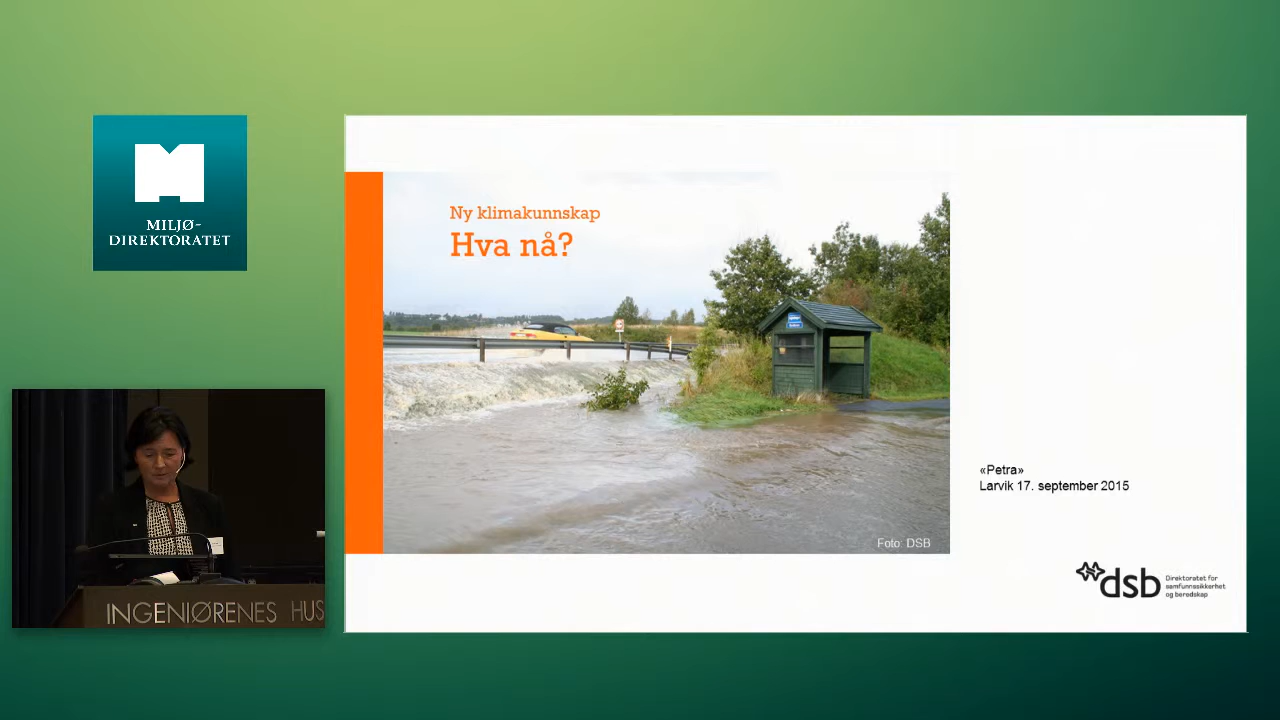 MILJØ-
DIREKTORATET
INGENIØRENES HUS
Ny klimakunnskap
Hva nå?
Foto: DSB
«Petra»
Larvik 17. september 2015
dsb
Direktoratet for
samfunnssikkerhet
og beredskap